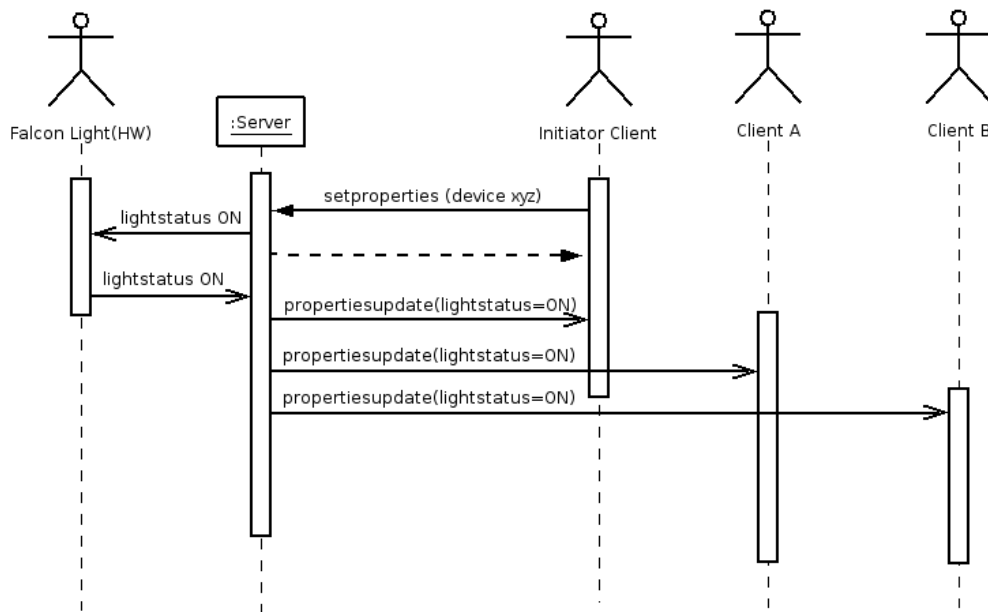 :Server
Falcon Light(HW)
Initiator Client
Client A
Client B
setproperties (device xyz)
lightstatus ON
lightstatus ON
propertiesupdate(lightstatus=ON)
propertiesupdate(lightstatus=ON)
propertiesupdate(lightstatus=ON)